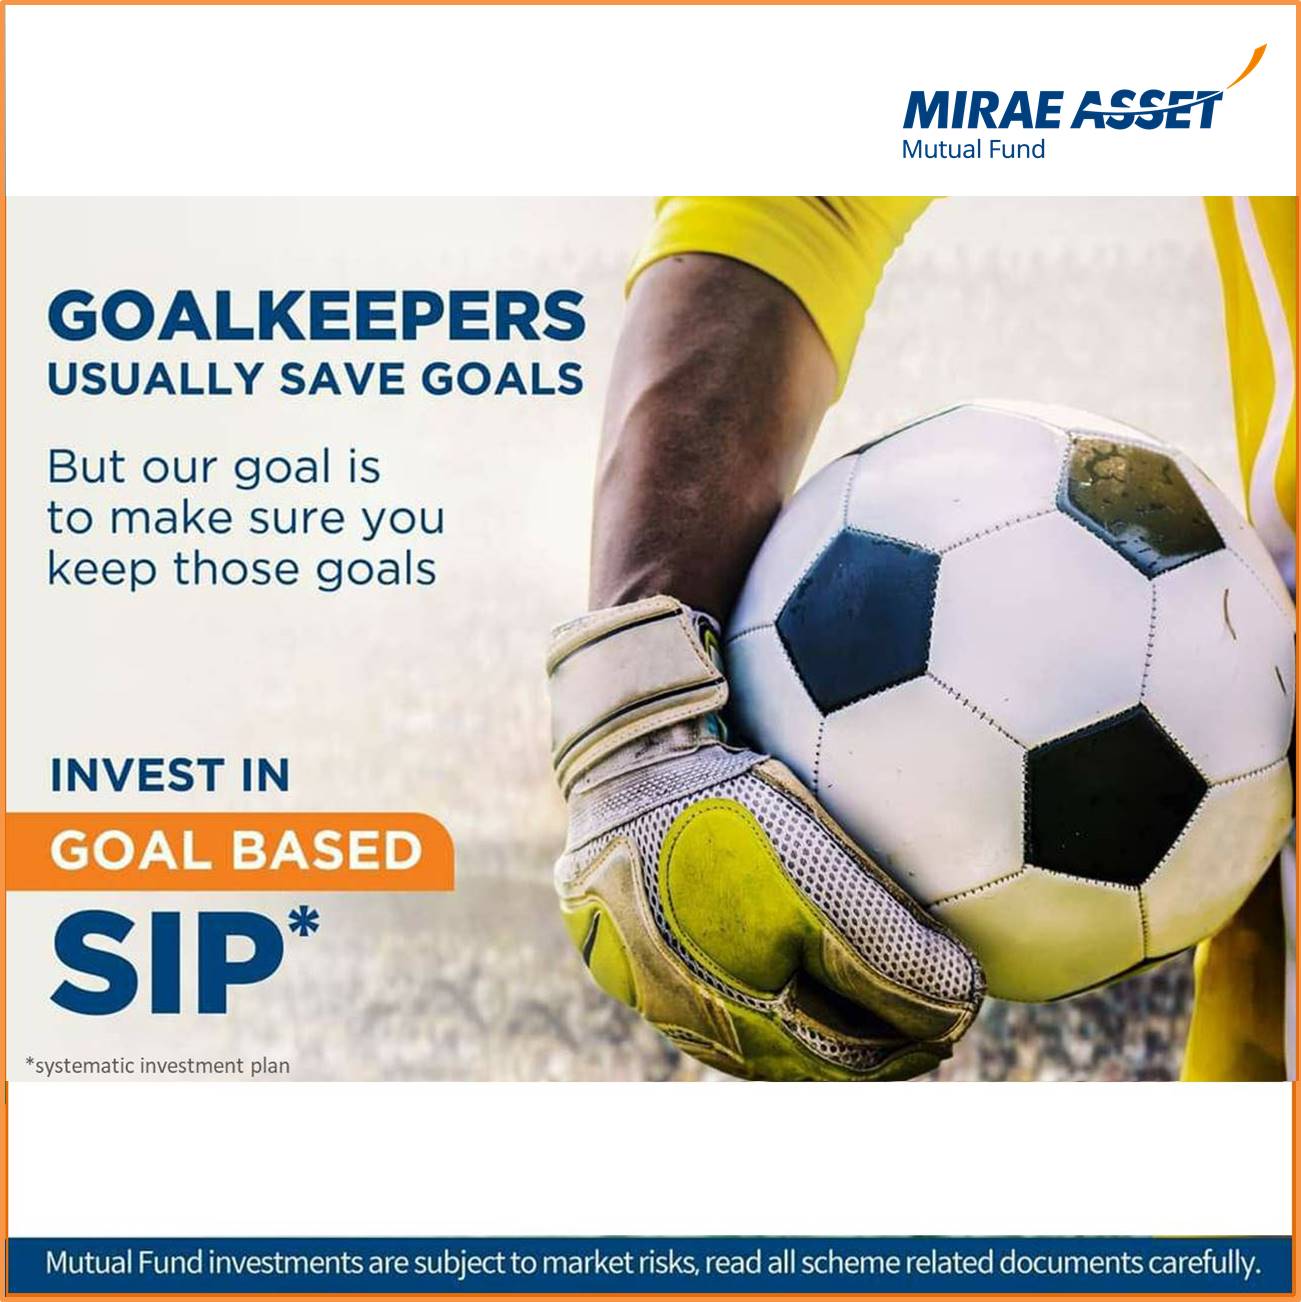 MIRAE ASSET
Mutual Fund
GOALKEEPERS
USUALLY SAVE GOALS
But our goal is
to make sure you
keep those goals
INVEST IN
GOAL BASED
SIP*
*systematic investment plan
Mutual Fund investments are subject to market risks, read all scheme related documents carefully.